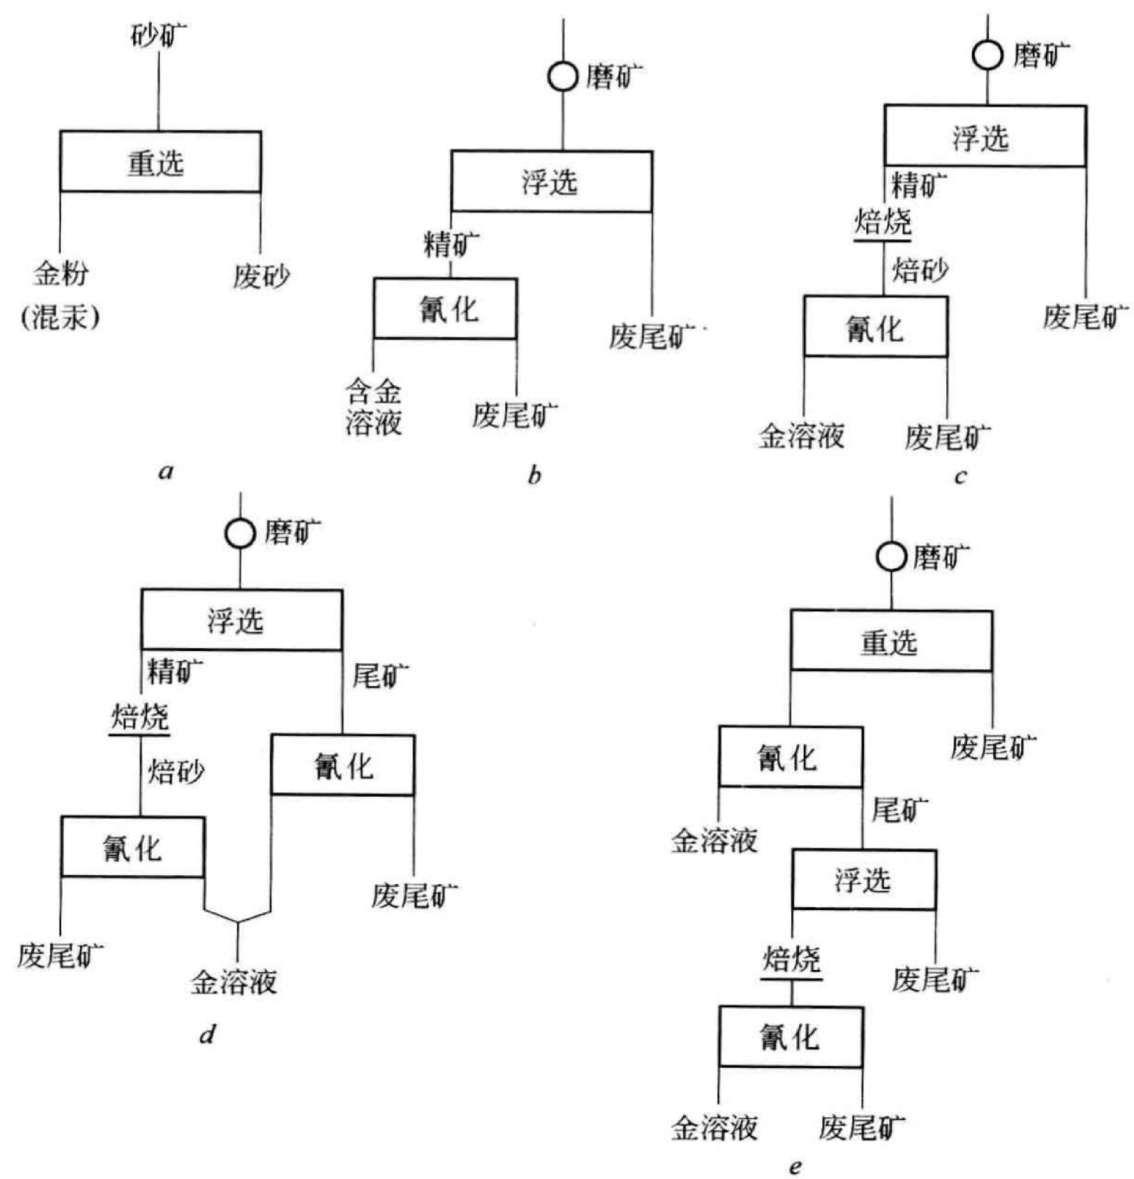 砂矿
重选
金粉
(混汞)
废砂
a
磨矿
浮选
精矿
氰化
含金
溶液
废尾矿
废尾矿
b
磨矿
浮选
精矿
焙烧
焙砂
氰化
金溶液
废尾矿
废尾矿
c
磨矿
浮选
精矿
尾矿
焙烧
焙砂
氰化
氰化
废尾矿
废尾矿
金溶液
d
磨矿
重选
氰化
废尾矿
金溶液
尾矿
浮选
焙烧
废尾矿
氰化
金溶液
废尾矿
e